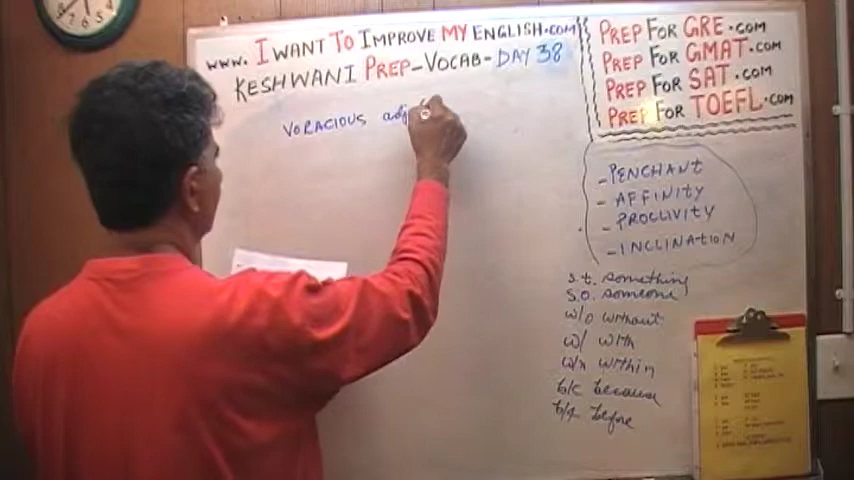 www. I WANT TO IMPROVE MY ENGLISH.COM
KESHWANI PREP-VOCAB-DAY 38
VORACIOUS adj
PREP FOR GRE.COM
PREP FOR GMAT.COM
PREP FOR SAT.COM
PREP FOR TOEFL.COM
- PENCHANT
- AFFINITY
- PROCLIVITY
- INCLINATION
s.t. something
s.o. someone
w/o without
w/ with
w/n within
b/c because
b/f before